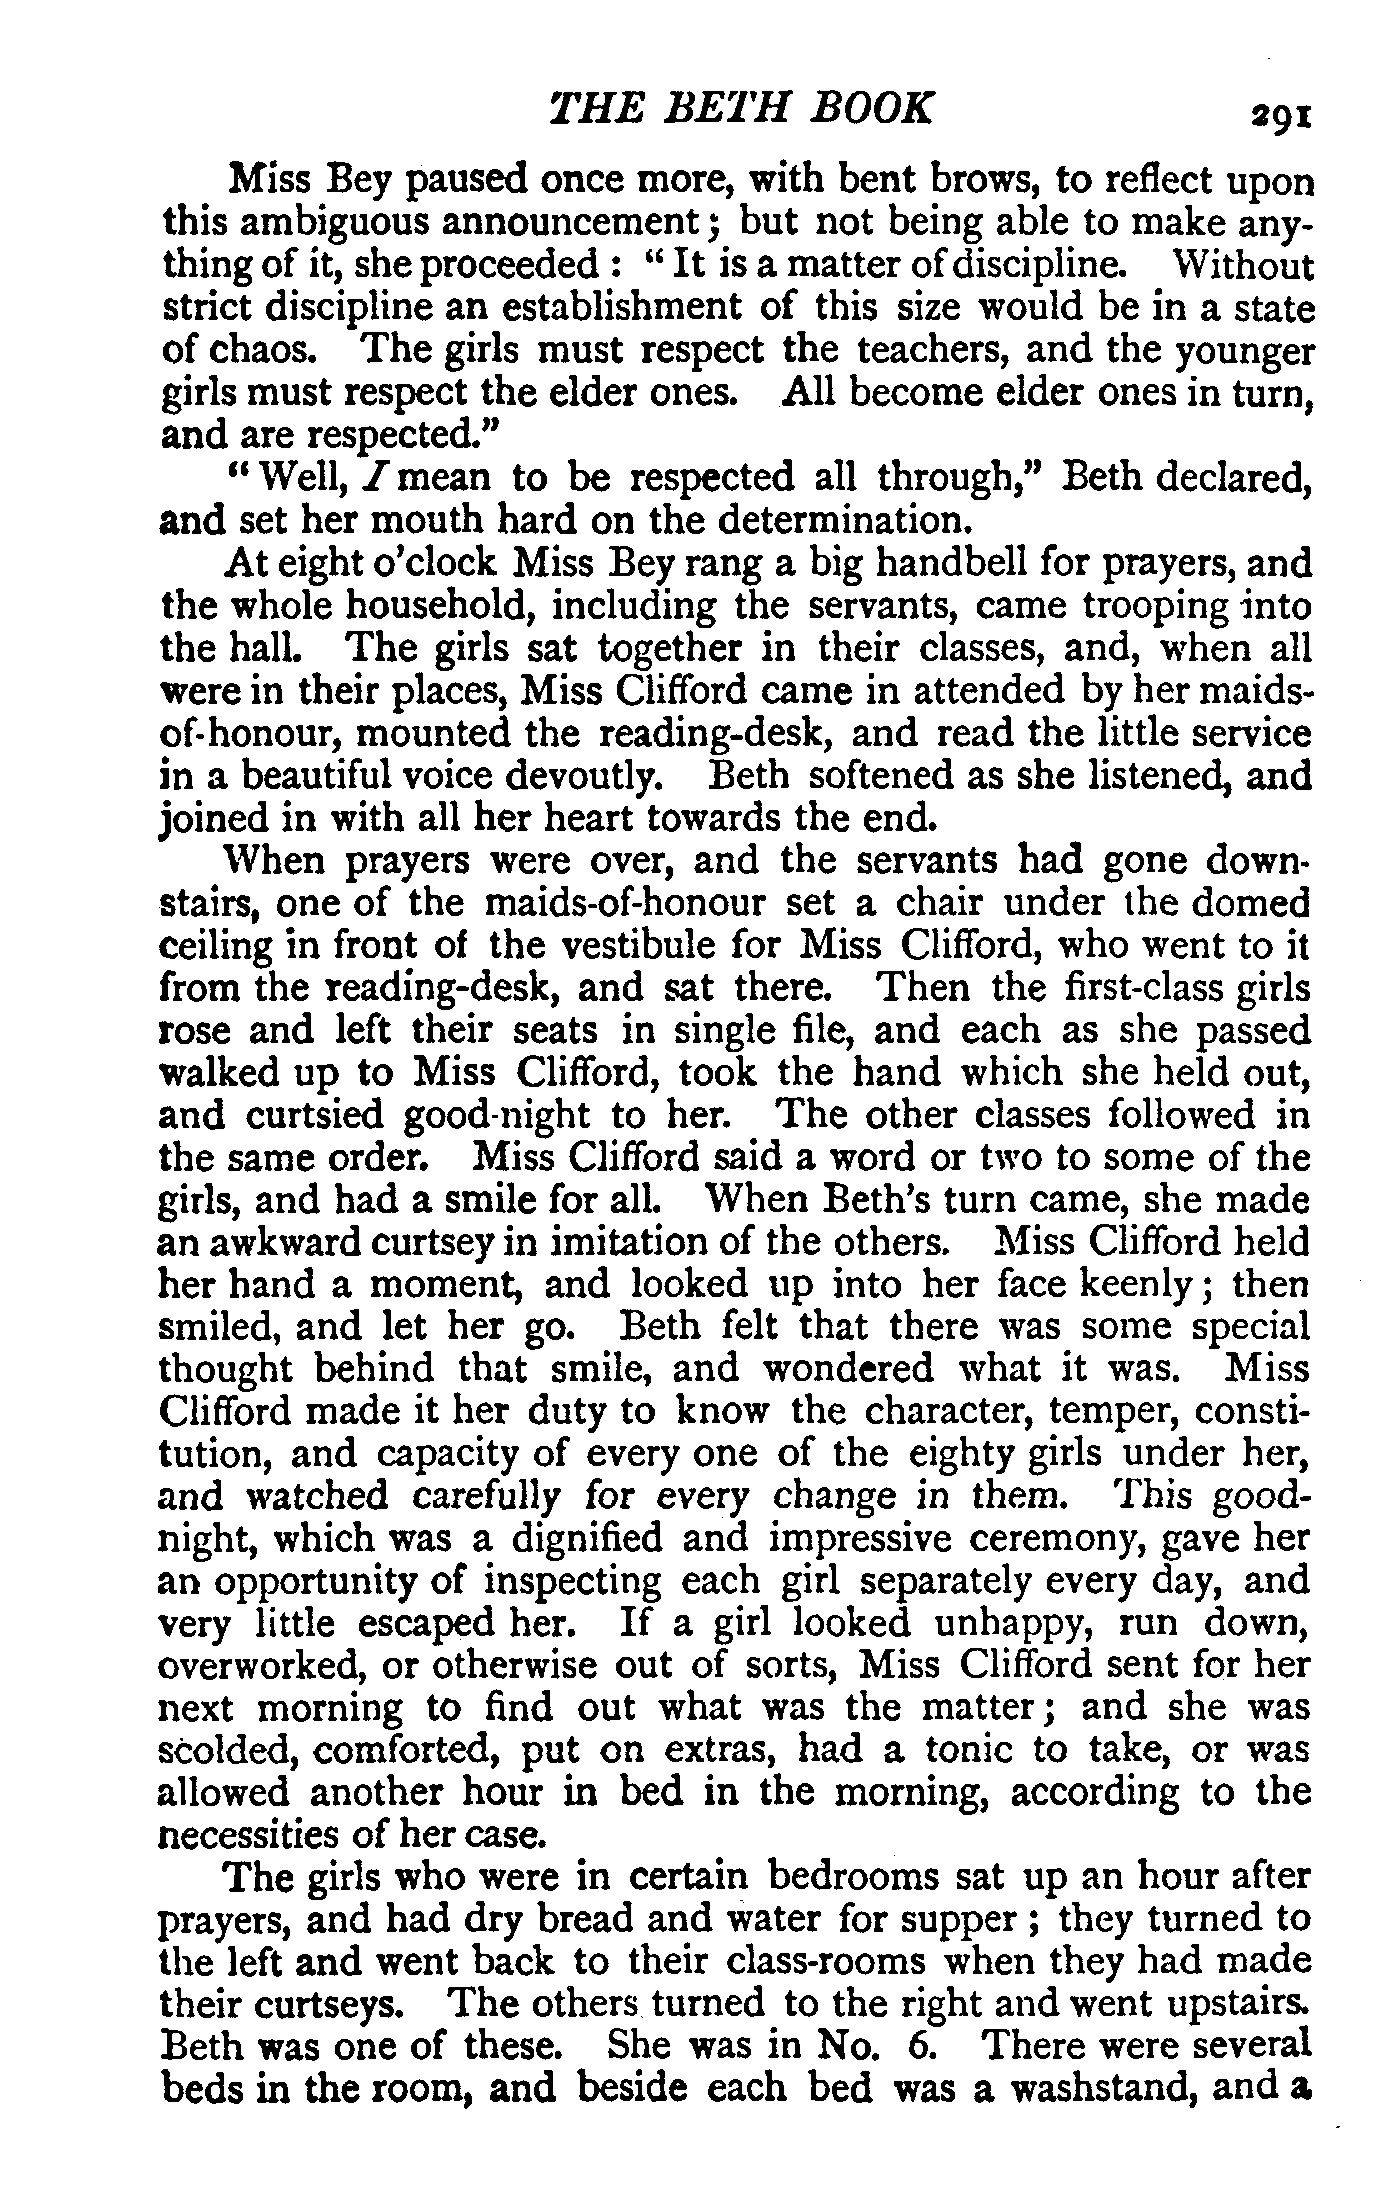 THE BETH BOOK 291
Miss Bey paused once more, with bent brows, to reflect upon
this ambiguous announcement; but not being able to make any-
thing of it, she proceeded : “ It is a matter of discipline. Without
strict discipline an establishment of this size would be in a state
of chaos. The girls must respect the teachers, and the younger
girls must respect the elder ones. All become elder ones in turn,
and are respected.”
“ Well, I mean to be respected all through,” Beth declared,
and set her mouth hard on the determination.
At eight o’clock Miss Bey rang a big handbell for prayers, and
the whole household, including the servants, came trooping into
the hall. The girls sat together in their classes, and, when all
were in their places, Miss Clifford came in attended by her maids-
of-honour, mounted the reading-desk, and read the little service
in a beautiful voice devoutly. Beth softened as she listened, and
joined in with all her heart towards the end.
When prayers were over, and the servants had gone down-
stairs, one of the maids-of-honour set a chair under the domed
ceiling in front of the vestibule for Miss Clifford, who went to it
from the reading-desk, and sat there. Then the first-class girls
rose and left their seats in single file, and each as she passed
walked up to Miss Clifford, took the hand which she held out,
and curtsied good-night to her. The other classes followed in
the same order. Miss Clifford said a word or two to some of the
girls, and had a smile for all. When Beth’s turn came, she made
an awkward curtsey in imitation of the others. Miss Clifford held
her hand a moment, and looked up into her face keenly ; then
smiled, and let her go. Beth felt that there was some special
thought behind that smile, and wondered what it was. Miss
Clifford made it her duty to know the character, temper, consti-
tution, and capacity of every one of the eighty girls under her,
and watched carefully for every change in them. This good-
night, which was a dignified and impressive ceremony, gave her
an opportunity of inspecting each girl separately every day, and
very little escaped her. If a girl looked unhappy, run down,
overworked, or otherwise out of sorts, Miss Clifford sent for her
next morning to find out what was the matter ; and she was
scolded, comforted, put on extras, had a tonic to take, or was
allowed another hour in bed in the morning, according to the
necessities of her case.
The girls who were in certain bedrooms sat up an hour after
prayers, and had dry bread and water for supper ; they turned to
the left and went back to their class-rooms when they had made
their curtseys. The others turned to the right and went upstairs.
Beth was one of these. She was in No. 6. There were several
beds in the room, and beside each bed was a washstand, and a